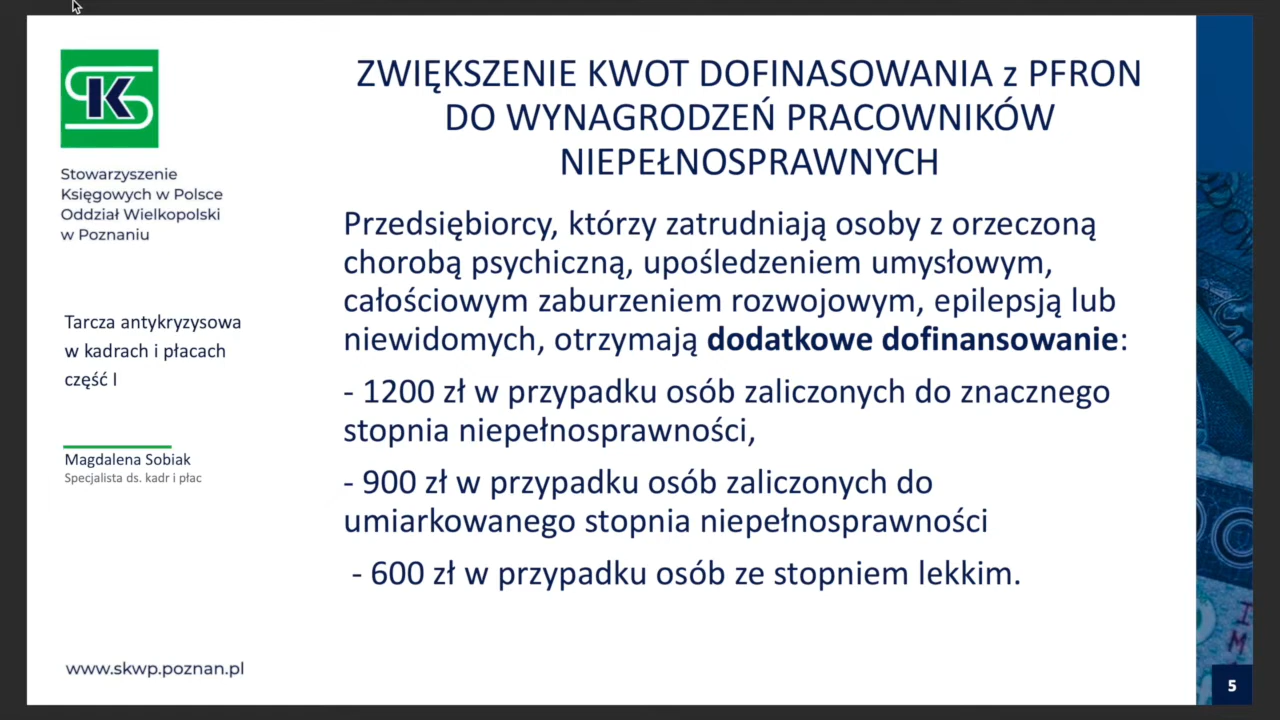 ZWIĘKSZENIE KWOT DOFINASOWANIA z PFRON
DO WYNAGRODZEŃ PRACOWNIKÓW
NIEPEŁNOSPRAWNYCH
Stowarzyszenie
Księgowych w Polsce
Oddział Wielkopolski
w Poznaniu
Tarcza antykryzysowa
w kadrach i płacach
część I
Magdalena Sobiak
Specjalista ds. kadr i płac
www.skwp.poznan.pl
Przedsiębiorcy, którzy zatrudniają osoby z orzeczoną
chorobą psychiczną, upośledzeniem umysłowym,
całościowym zaburzeniem rozwojowym, epilepsją lub
niewidomych, otrzymają dodatkowe dofinansowanie:
- 1200 zł w przypadku osób zaliczonych do znacznego
stopnia niepełnosprawności,
- 900 zł w przypadku osób zaliczonych do
umiarkowanego stopnia niepełnosprawności
- 600 zł w przypadku osób ze stopniem lekkim.
5